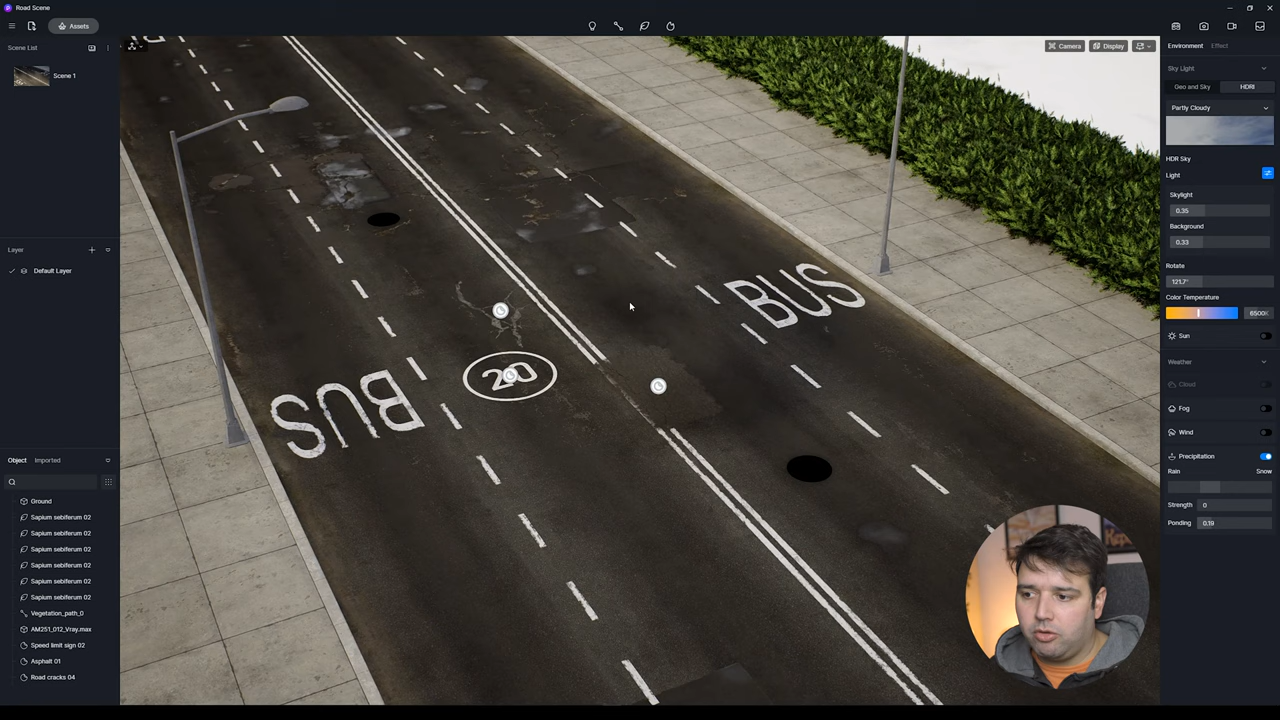 Road Scene
Assets
Scene List
Scene 1
Layer
Default Layer
Object
Imported
Ground
Sapium sebiferum 02
Sapium sebiferum 02
Sapium sebiferum 02
Sapium sebiferum 02
Sapium sebiferum 02
Sapium sebiferum 02
Vegetation_path_0
AM251_012_Vray.max
Speed limit sign 02
Asphalt 01
Road cracks 04
Camera
Display
BUS
20
BUS
Environment
Effect
Sky Light
Geo and Sky
HDRI
Partly Cloudy
HDR Sky
Light
Skylight
0.35
Background
0.33
Rotate
121.7°
Color Temperature
6500K
Sun
Weather
Cloud
Fog
Wind
Precipitation
Rain
Snow
Strength
0
Ponding
0.19